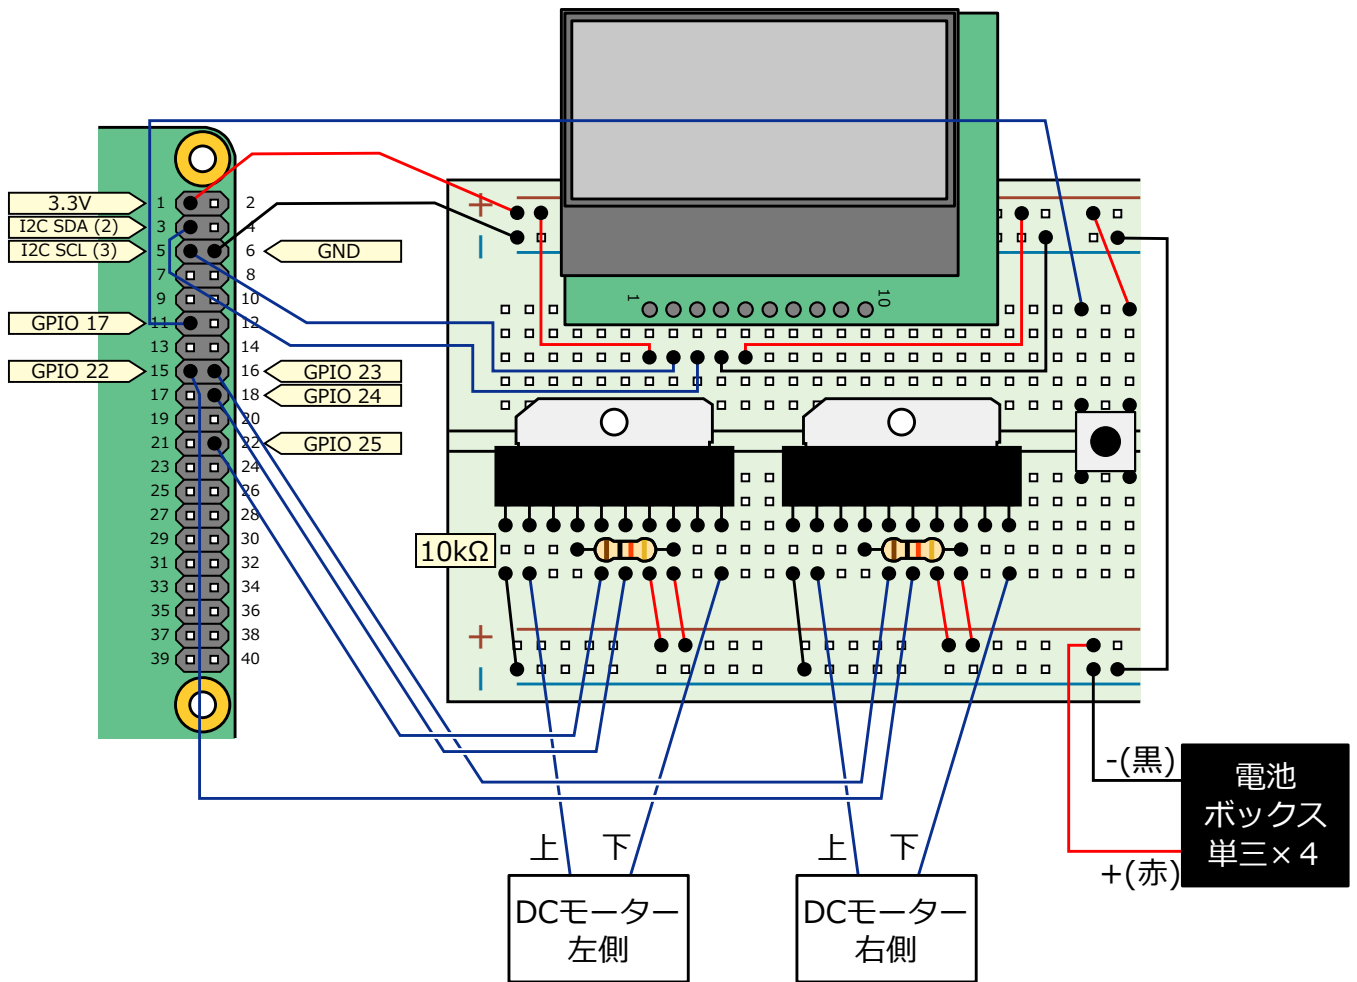 3.3V
I2C SDA (2)
I2C SCL (3)
GPIO 17
GPIO 22
GND
GPIO 23
GPIO 24
GPIO 25
1 2
3 4
5 6
7 8
9 10
11 12
13 14
15 16
17 18
19 20
21 22
23 24
25 26
27 28
29 30
31 32
33 34
35 36
37 38
39 40
+
-
1 10
10kΩ
+
-
-(黒)
+(赤)
電池
ボックス
単三×4
上 下
上 下
DCモーター
左側
DCモーター
右側